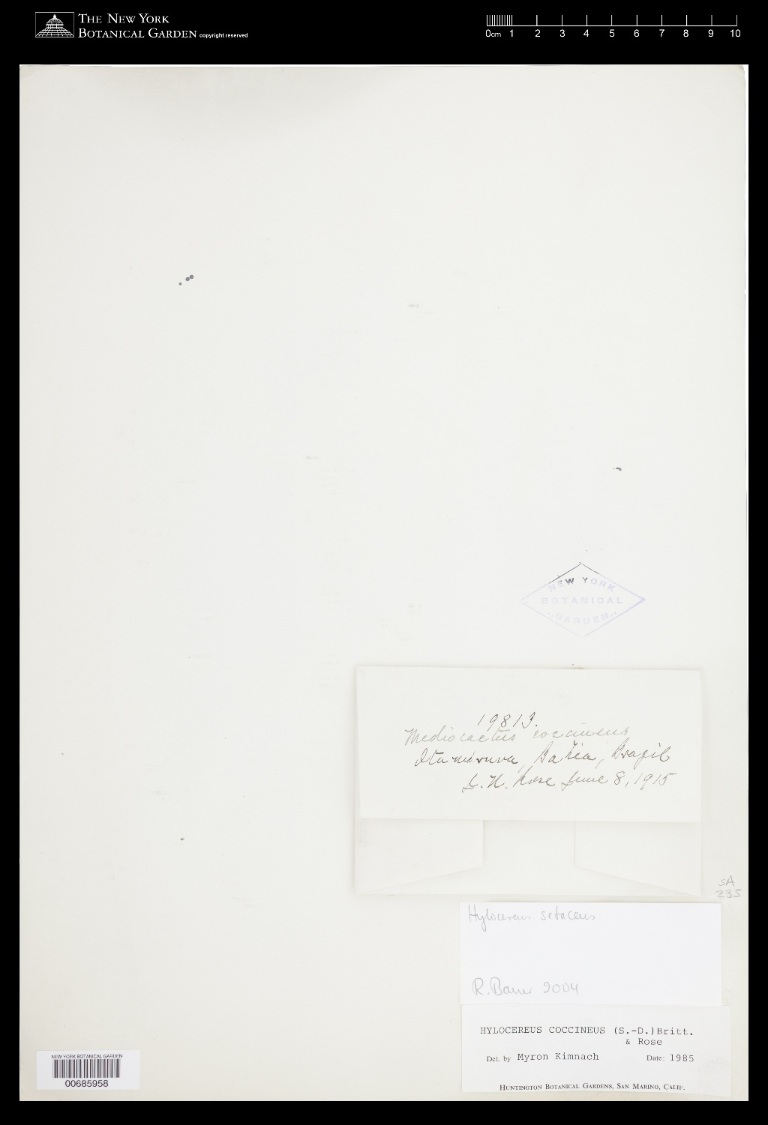 THE NEW YORK
BOTANICAL GARDEN copyright reserved
0cm 1 2 3 4 5 6 7 8 9 10
NEW YORK
BOTANICAL
GARDEN
19813.
Mediocactus coccineus
Itumiruva, Bahia, Brazil
J. N. Rose June 8, 1915
SA
235
Hylocereus setaceus
R. Bauer 2004
HYLOCEREUS COCCINEUS (S.-D.) Britt.
& Rose
Det. by Myron Kimnach Date: 1985
HUNTINGTON BOTANICAL GARDENS, SAN MARINO, CALIF.
NEW YORK BOTANICAL GARDEN
00685958